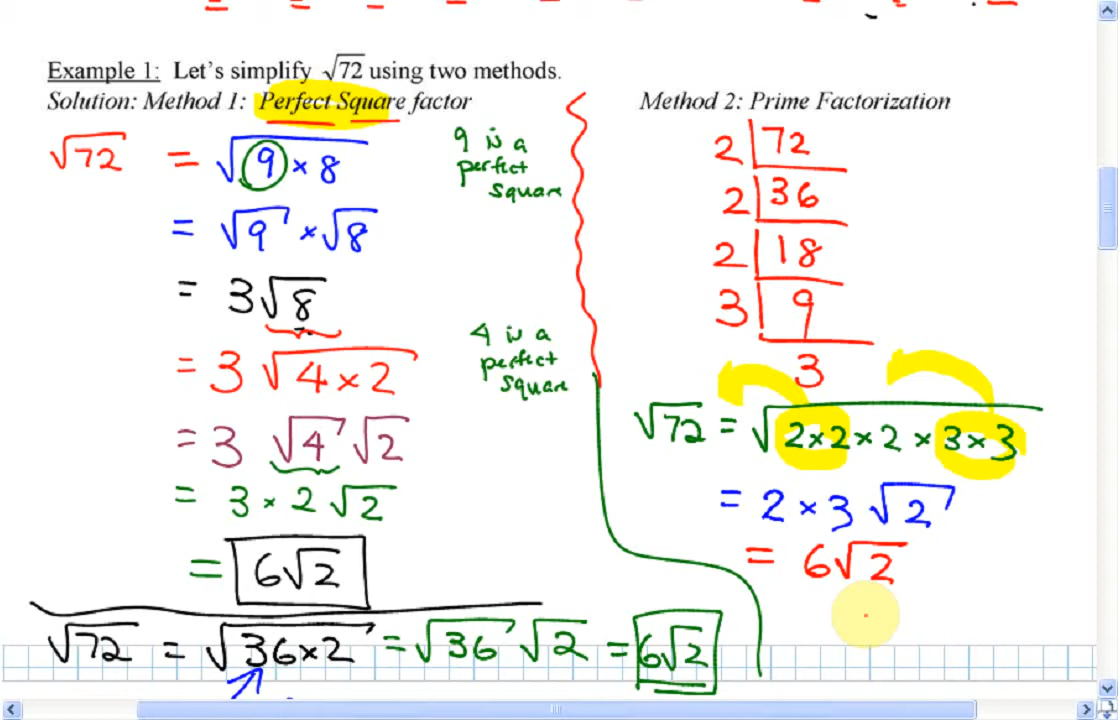 Example 1: Let's simplify √72 using two methods.
Solution: Method 1: Perfect Square factor
√72 = √9 × 8
9 is a
perfect
square
= √9 × √8
= 3√8
= 3 √4 × 2
4 is a
perfect
square
= 3 √4 √2
= 3 × 2 √2
= 6√2
√72 = √36×2 = √36 √2 = 6√2
Method 2: Prime Factorization
2 72
2 36
2 18
3 9
3
√72 = √2×2×2×3×3
= 2 × 3 √2
= 6√2